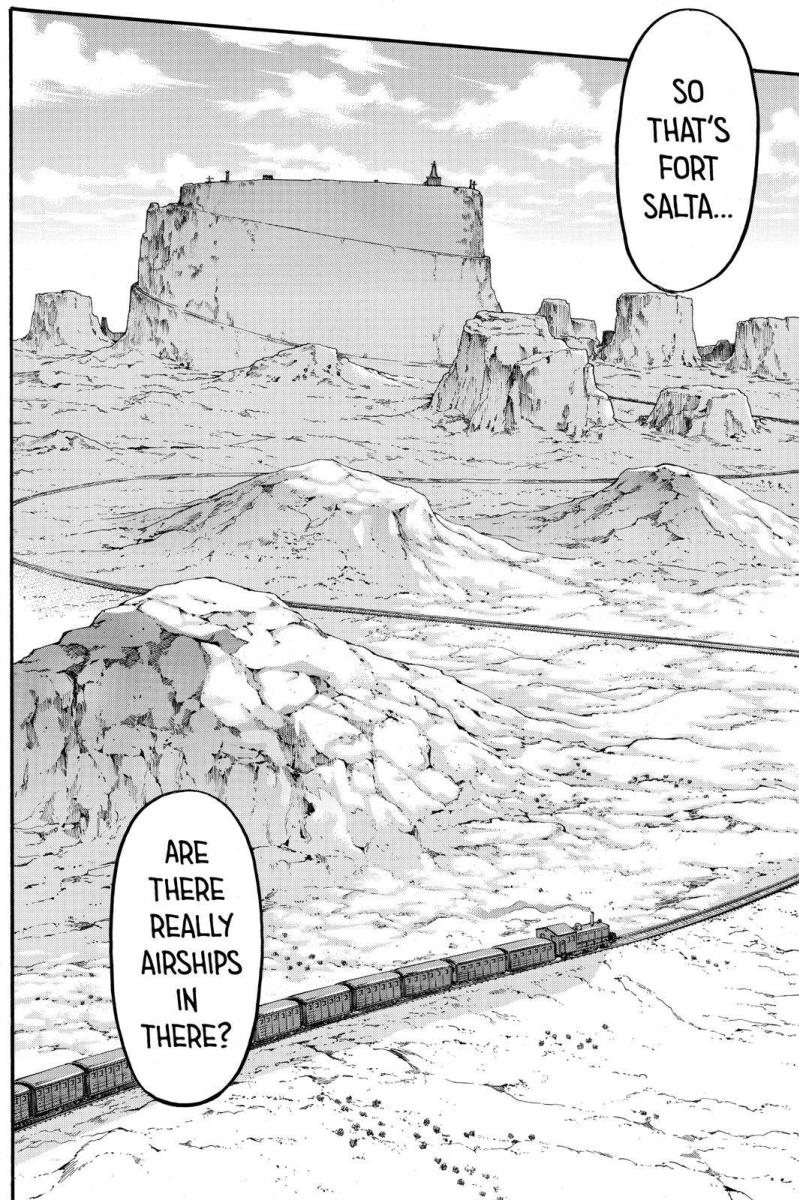 SO
THAT'S
FORT
SALTA...
ARE
THERE
REALLY
AIRSHIPS
IN
THERE?